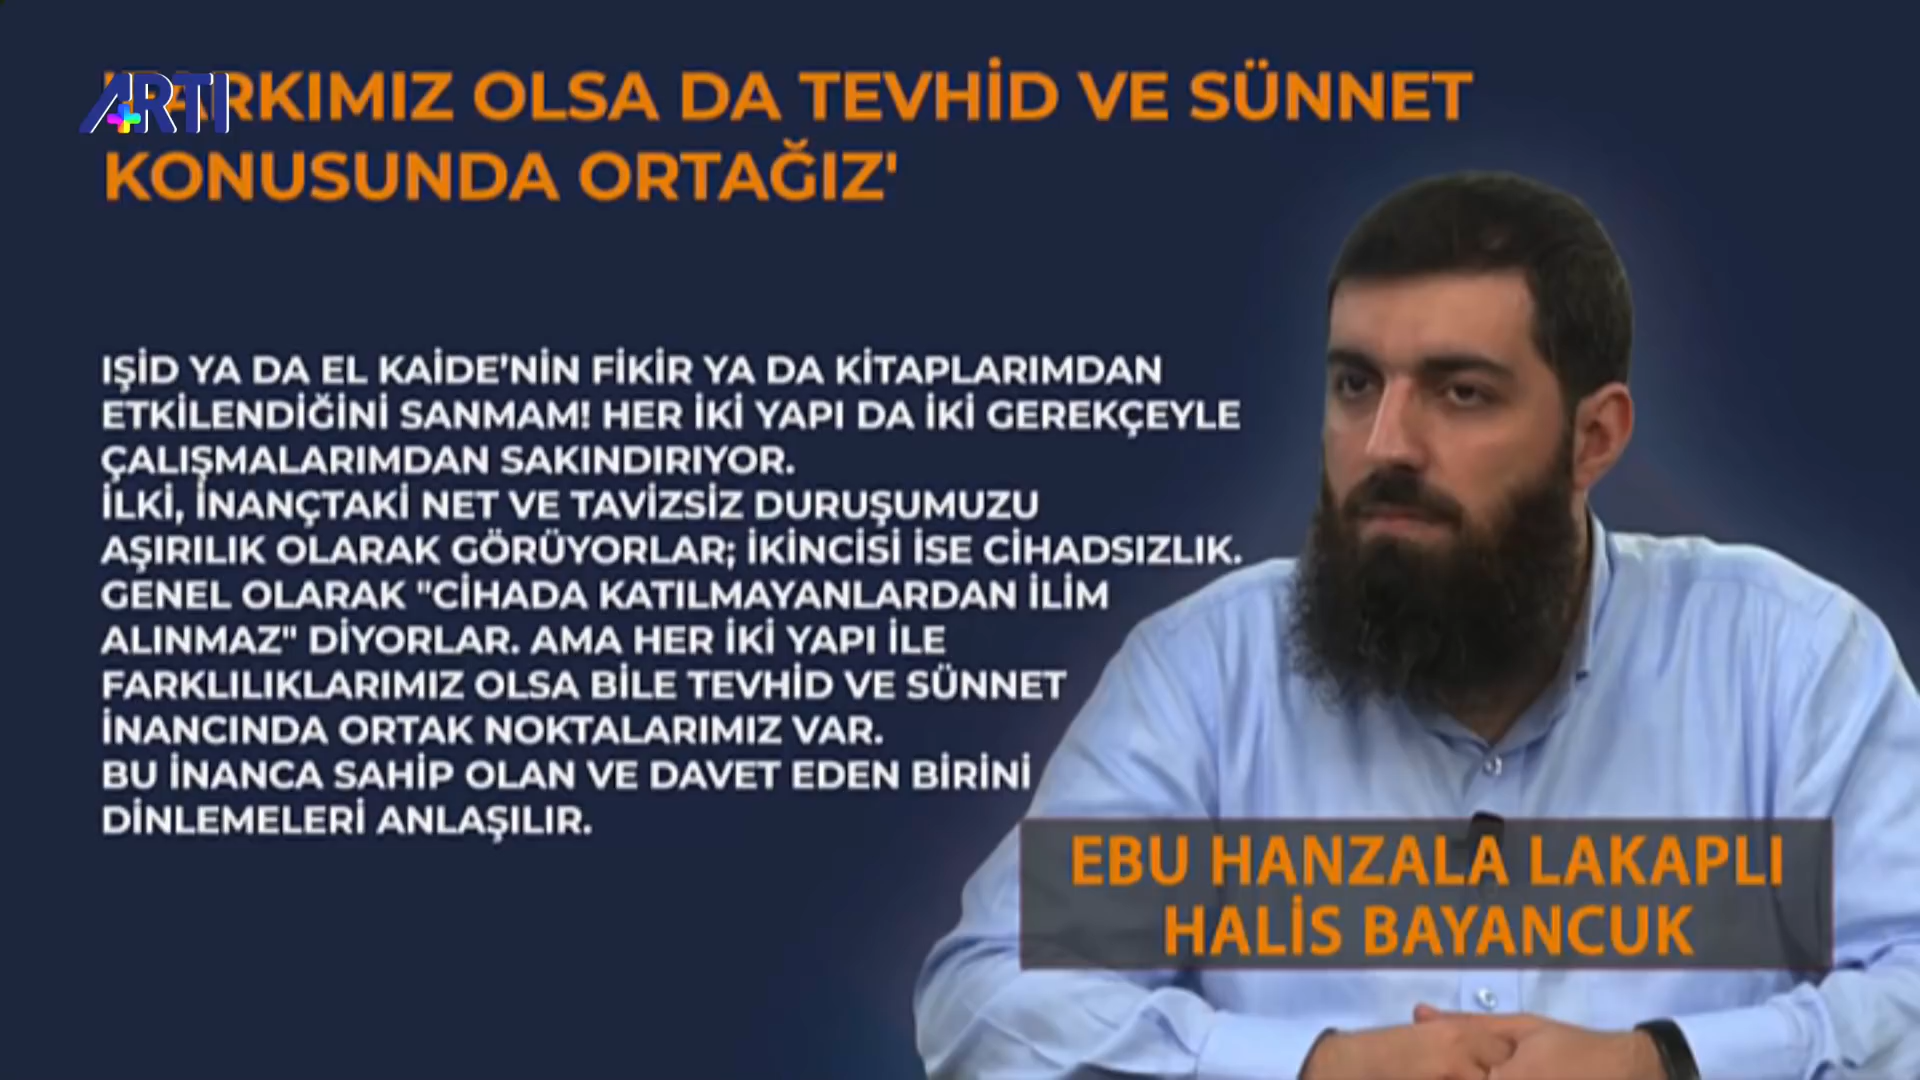 ARTI
FARKIMIZ OLSA DA TEVHİD VE SÜNNET
KONUSUNDA ORTAĞIZ'
IŞİD YA DA EL KAİDE'NİN FİKİR YA DA KİTAPLARIMDAN
ETKİLENDİĞİNİ SANMAM! HER İKİ YAPI DA İKİ GEREKÇEYLE
ÇALIŞMALARIMDAN SAKINDIRIYOR.
İLKİ, İNANÇTAKİ NET VE TAVİZSİZ DURUŞUMUZU
AŞIRILIK OLARAK GÖRÜYORLAR; İKİNCİSİ İSE CİHADSIZLIK.
GENEL OLARAK "CİHADA KATILMAYANLARDAN İLİM
ALINMAZ" DİYORLAR. AMA HER İKİ YAPI İLE
FARKLILIKLARIMIZ OLSA BİLE TEVHİD VE SÜNNET
İNANCINDA ORTAK NOKTALARIMIZ VAR.
BU İNANCA SAHİP OLAN VE DAVET EDEN BİRİNİ
DİNLEMELERİ ANLAŞILIR.
EBU HANZALA LAKAPLI
HALİS BAYANCUK